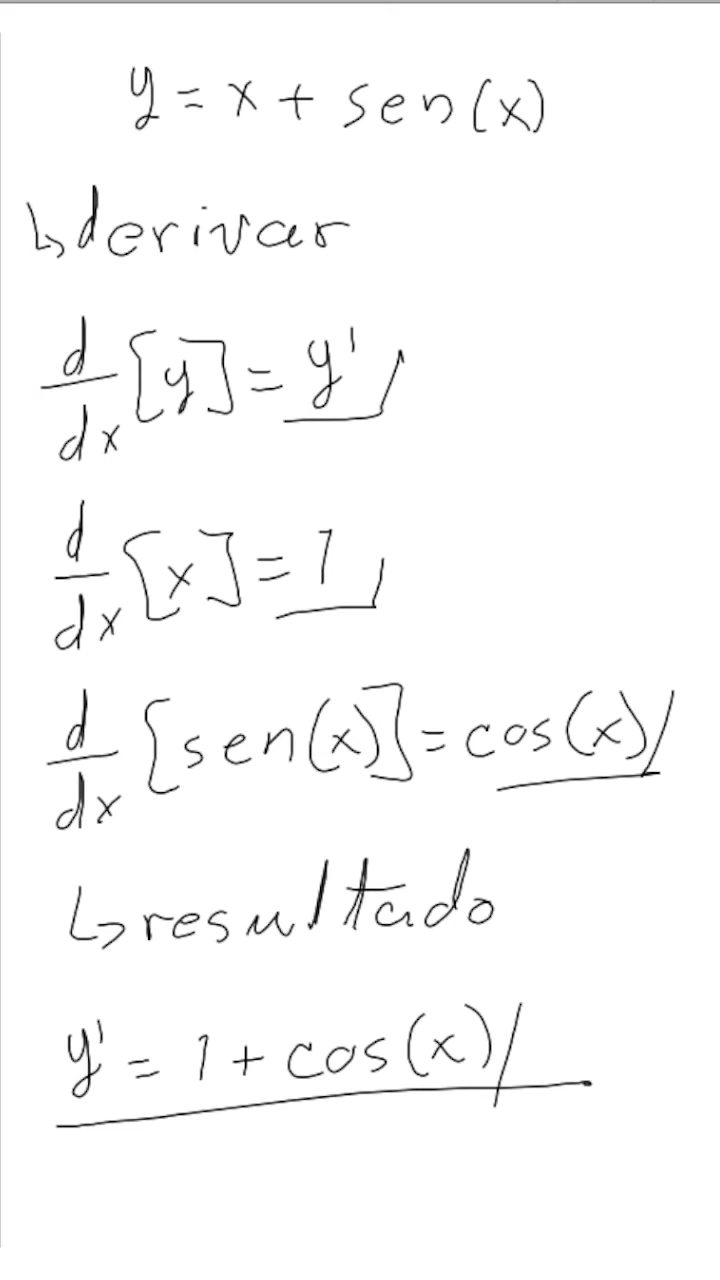 y = x + sen(x)
↳ derivar
d/dx [y] = y'
d/dx [x] = 1
d/dx [sen(x)] = cos(x)
↳ resultado
y' = 1 + cos(x)